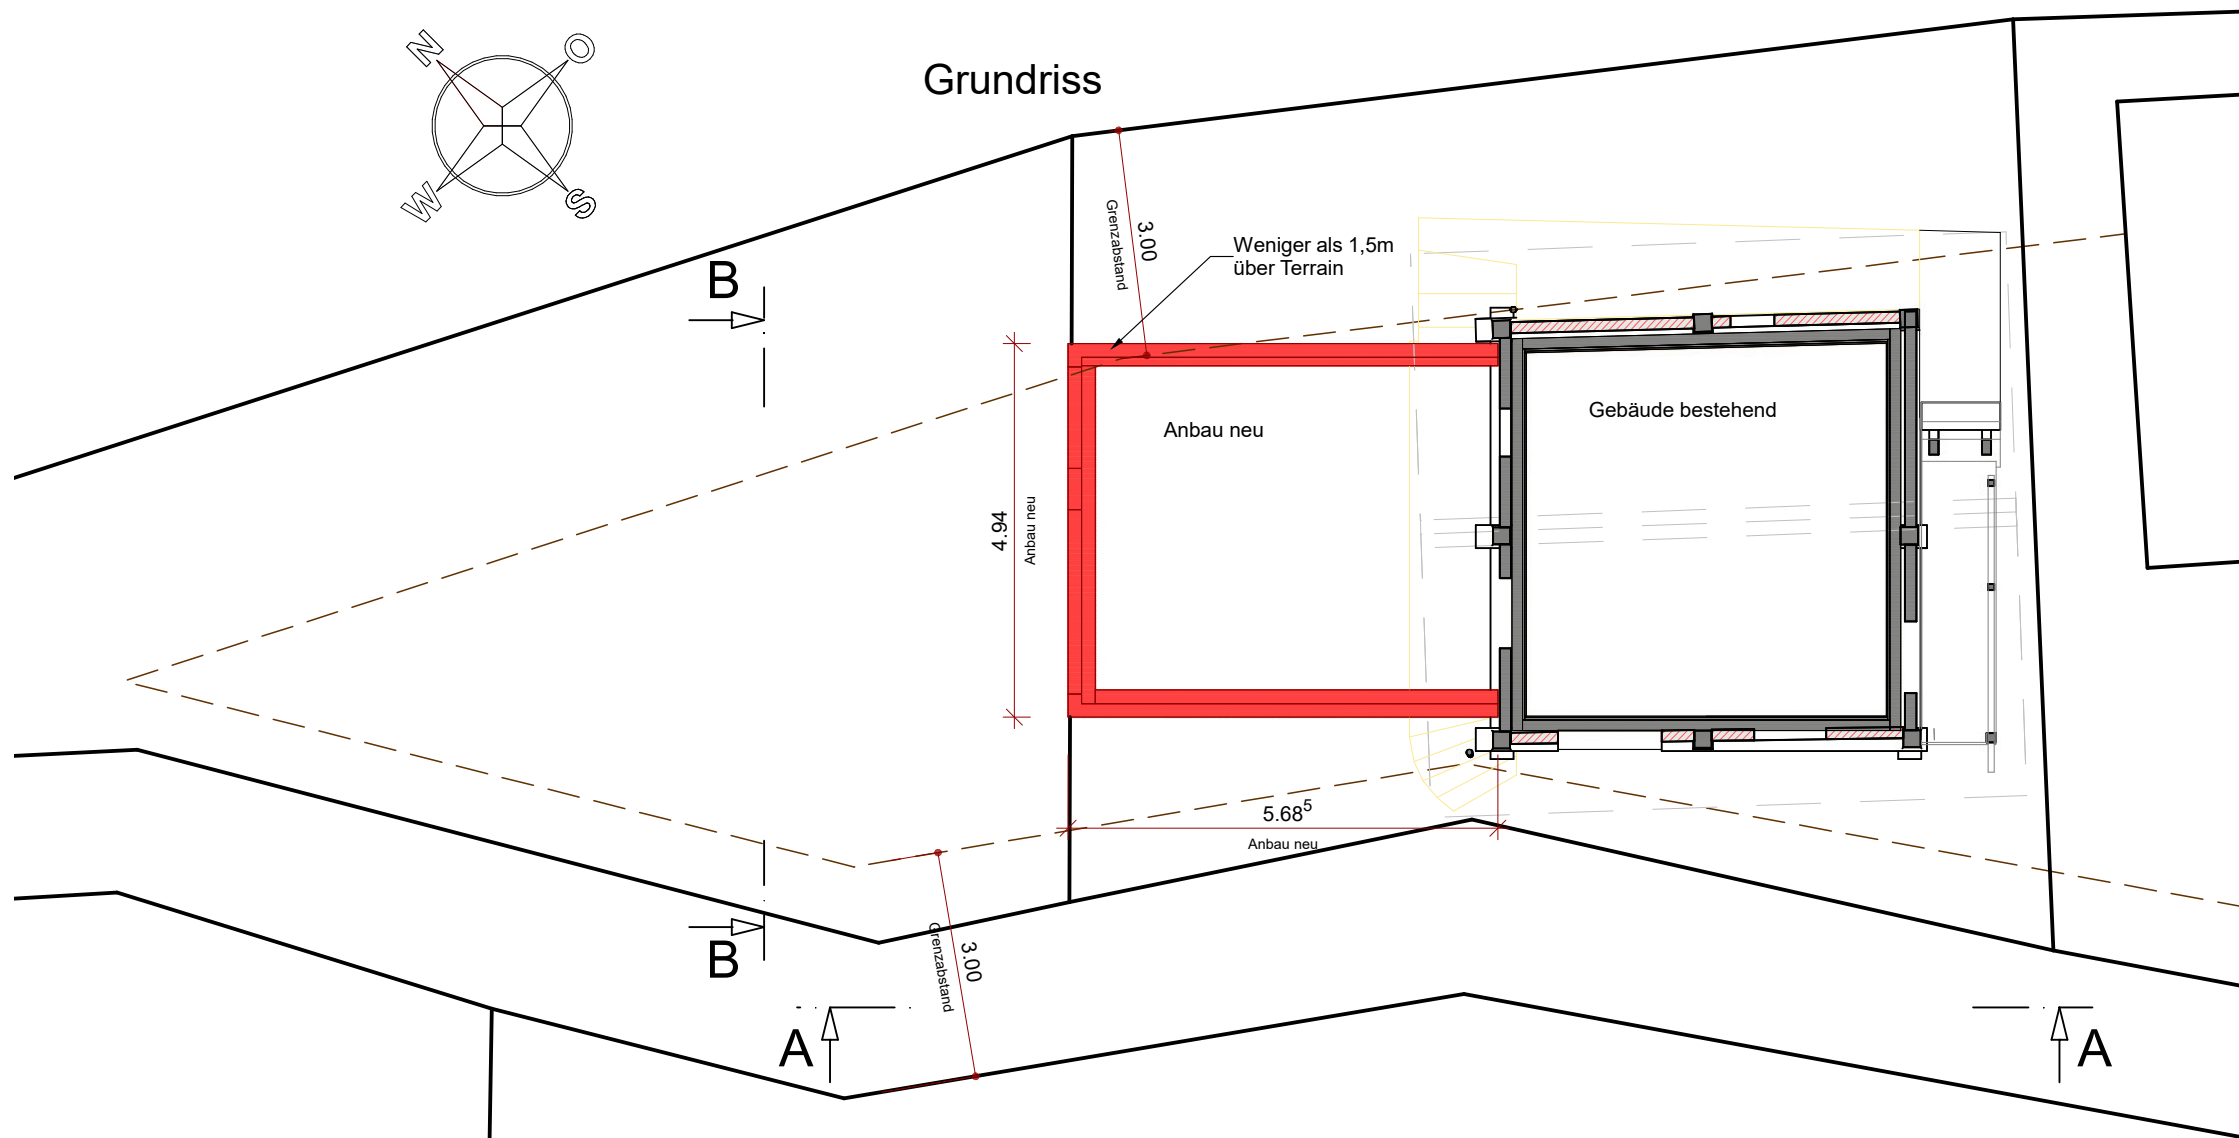 N
O
W
S
Grundriss
B
3.00
Grenzabstand
Weniger als 1,5m
über Terrain
Anbau neu
Gebäude bestehend
4.94
Anbau neu
5.68⁵
Anbau neu
3.00
Grenzabstand
B
A
A